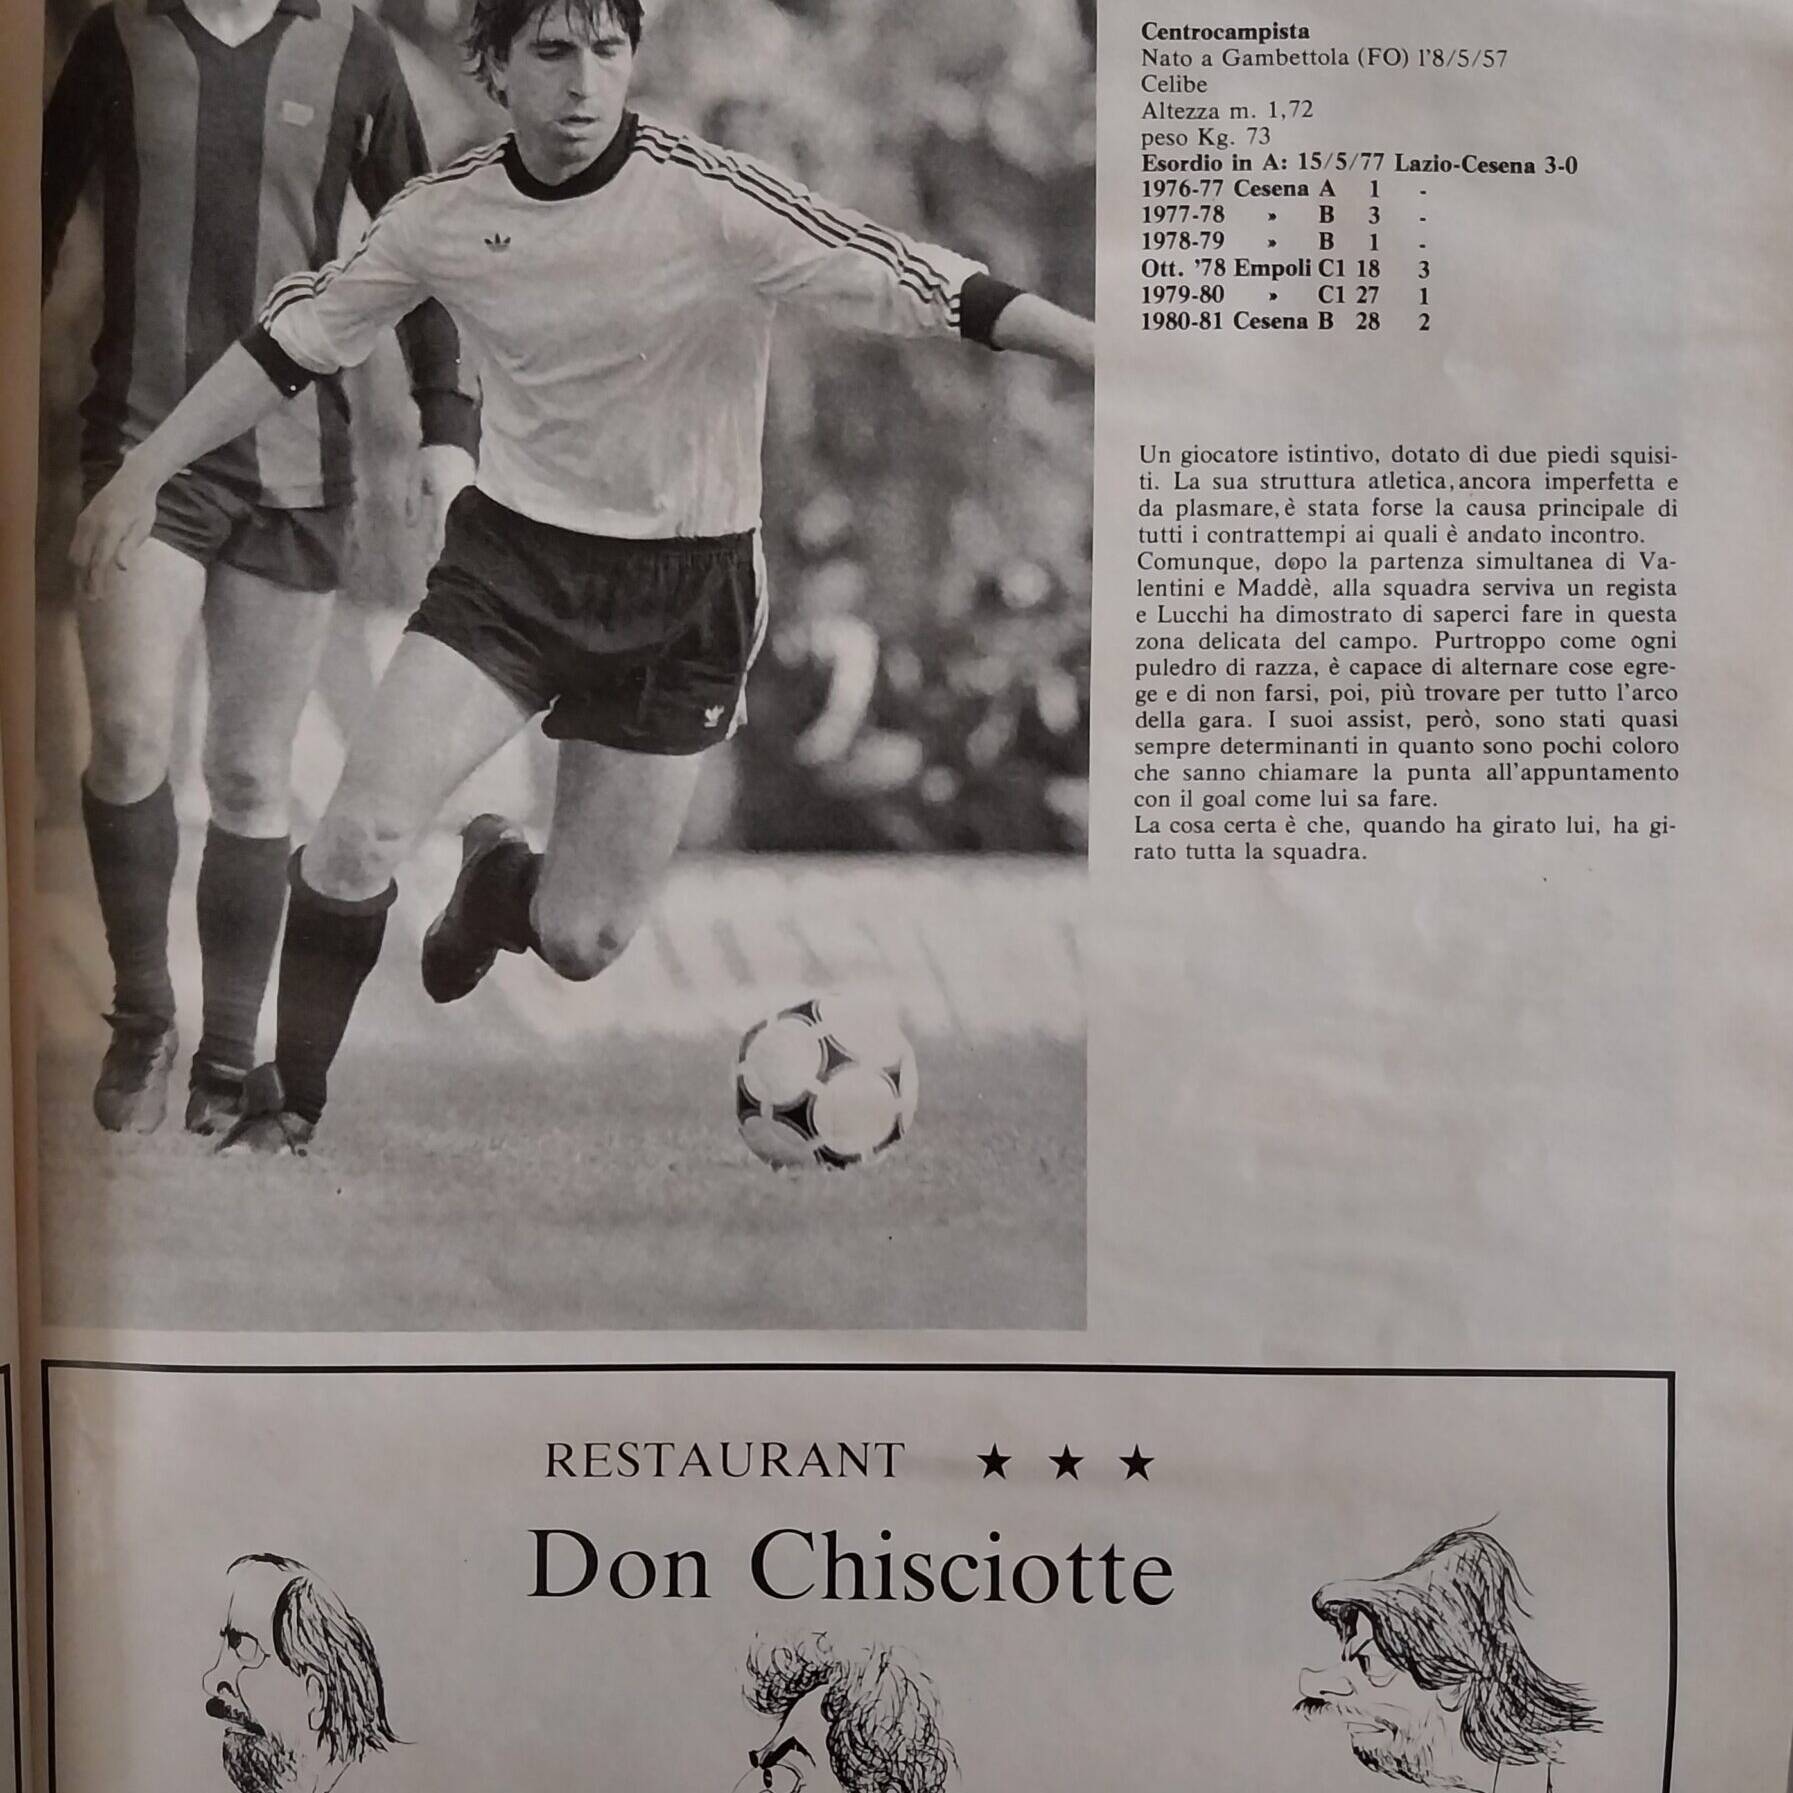 Centrocampista
Nato a Gambettola (FO) l'8/5/57
Celibe
Altezza m. 1,72
peso Kg. 73
Esordio in A: 15/5/77 Lazio-Cesena 3-0
1976-77 Cesena A 1 -
1977-78 » B 3 -
1978-79 » B 1 -
Ott. '78 Empoli C1 18 3
1979-80 » C1 27 1
1980-81 Cesena B 28 2
Un giocatore istintivo, dotato di due piedi squisi-
ti. La sua struttura atletica, ancora imperfetta e
da plasmare, è stata forse la causa principale di
tutti i contrattempi ai quali è andato incontro.
Comunque, dopo la partenza simultanea di Va-
lentini e Maddè, alla squadra serviva un regista
e Lucchi ha dimostrato di saperci fare in questa
zona delicata del campo. Purtroppo come ogni
puledro di razza, è capace di alternare cose egre-
ge e di non farsi, poi, più trovare per tutto l'arco
della gara. I suoi assist, però, sono stati quasi
sempre determinanti in quanto sono pochi coloro
che sanno chiamare la punta all'appuntamento
con il goal come lui sa fare.
La cosa certa è che, quando ha girato lui, ha gi-
rato tutta la squadra.
RESTAURANT ★ ★ ★
Don Chisciotte